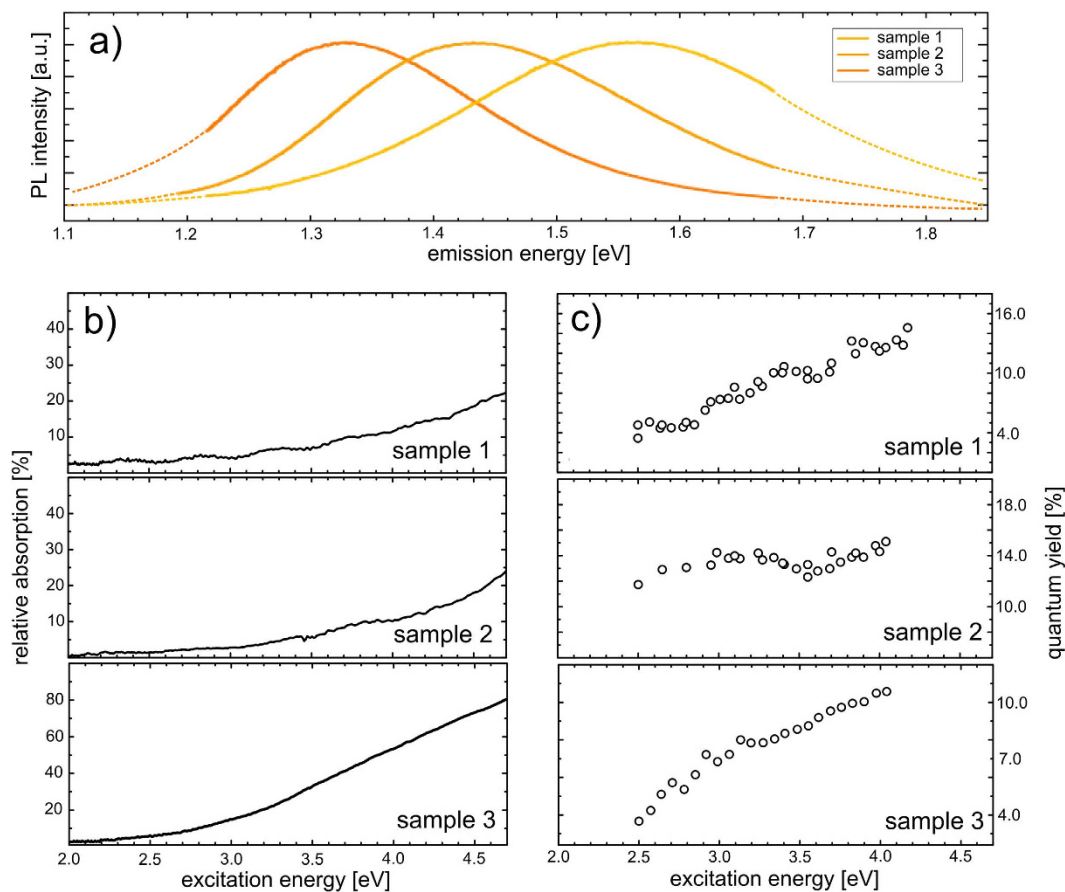 a)
sample 1
sample 2
sample 3
PL intensity [a.u.]
1.1 1.2 1.3 1.4 1.5 1.6 1.7 1.8
emission energy [eV]
b)
40
30
20
10
sample 1
40
30
20
10
sample 2
80
60
40
20
sample 3
relative absorption [%]
2.0 2.5 3.0 3.5 4.0 4.5
excitation energy [eV]
c)
16.0
10.0
4.0
sample 1
18.0
14.0
10.0
sample 2
10.0
7.0
4.0
sample 3
quantum yield [%]
2.0 2.5 3.0 3.5 4.0 4.5
excitation energy [eV]